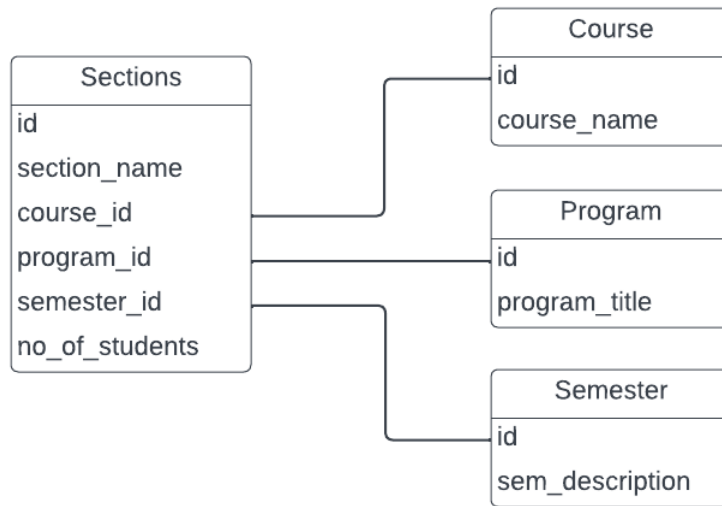 Sections
id
section_name
course_id
program_id
semester_id
no_of_students
Course
id
course_name
Program
id
program_title
Semester
id
sem_description